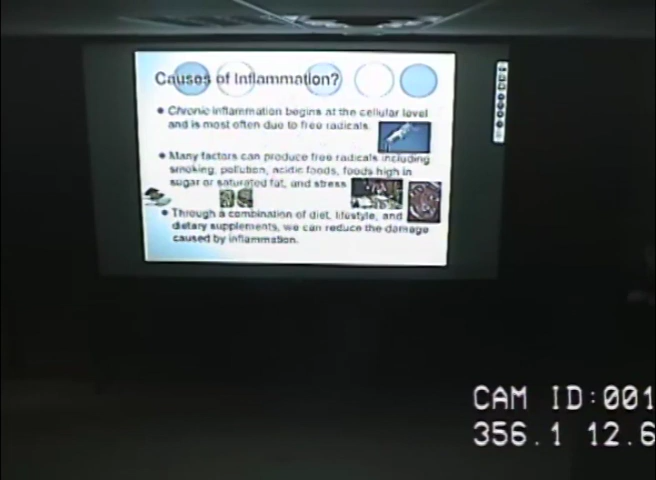 Causes of Inflammation?
• Chronic inflammation begins at the cellular level
and is most often due to free radicals.
• Many factors can produce free radicals including
smoking, pollution, acidic foods, foods high in
sugar or saturated fat, and stress
• Through a combination of diet, lifestyle, and
dietary supplements, we can reduce the damage
caused by inflammation.
CAM ID:001
356.1 12.6